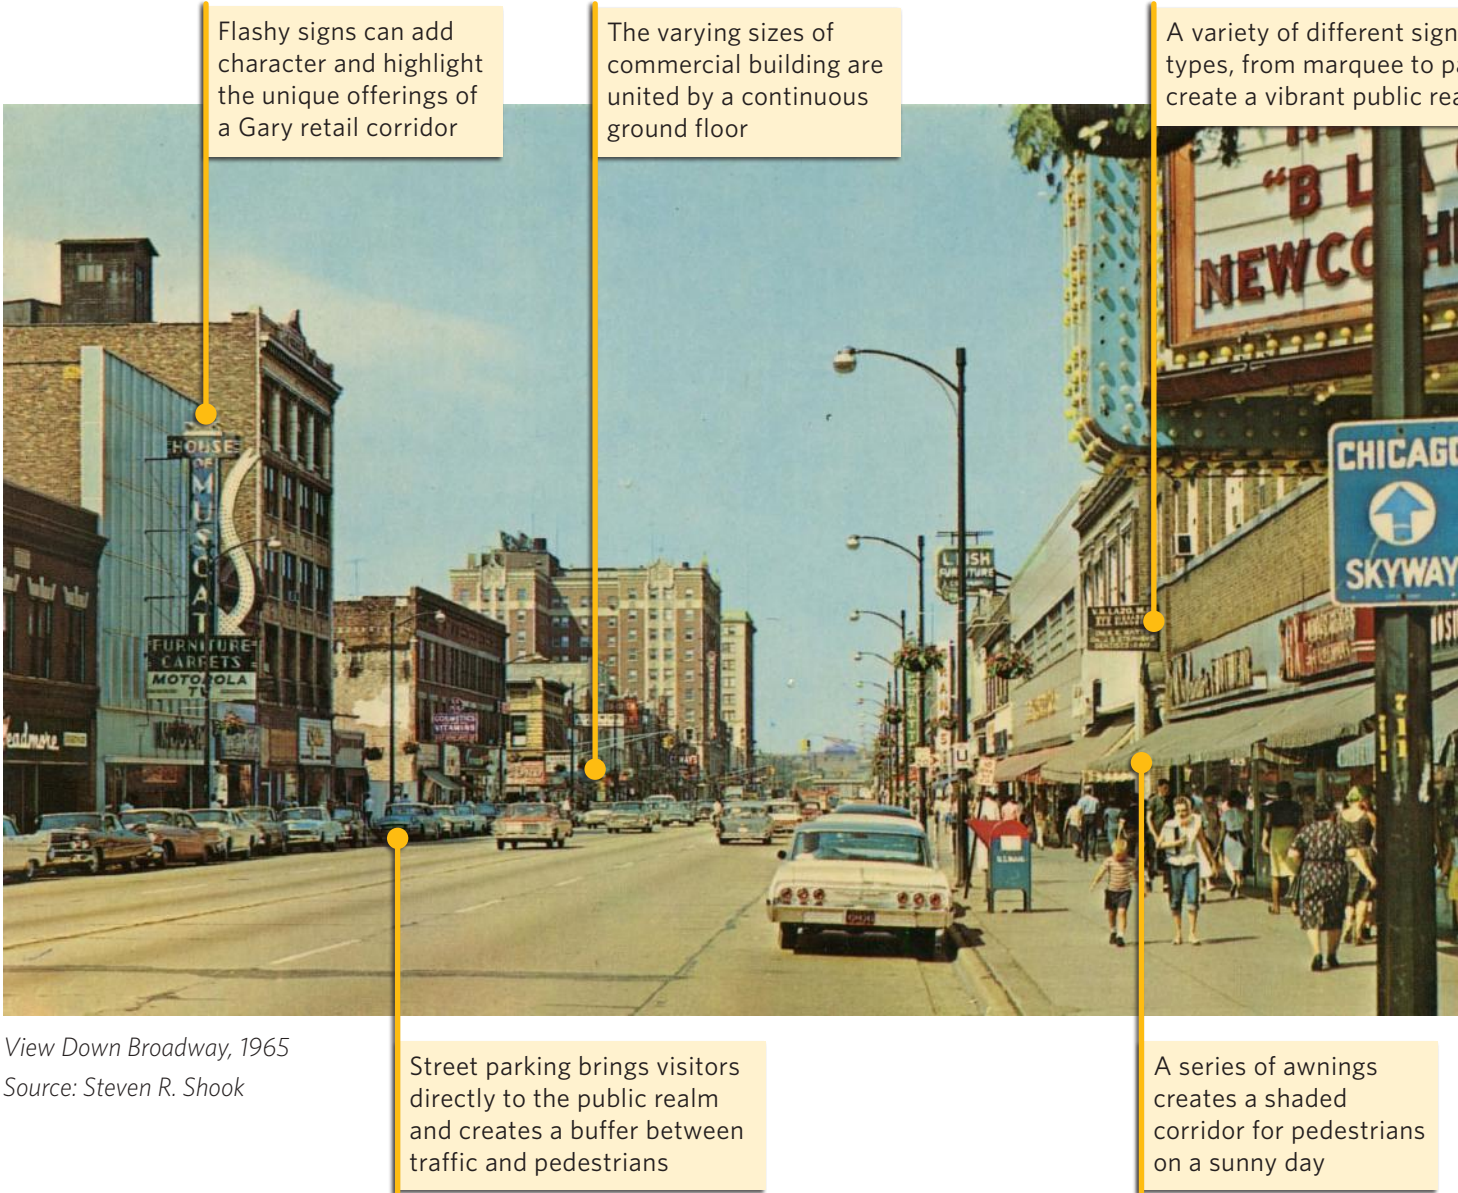 Flashy signs can add
character and highlight
the unique offerings of
a Gary retail corridor
The varying sizes of
commercial building are
united by a continuous
ground floor
A variety of different sign
types, from marquee to
create a vibrant public
"B
NEWCO
CHICAGO
SKYWAY
HOUSE
OF
MUSCAT
FURNITURE
CARPETS
MOTOROLA
TV
COSMETICS
VITAMINS
FURNITURE
U
U.S. MAIL
View Down Broadway, 1965
Source: Steven R. Shook
Street parking brings visitors
directly to the public realm
and creates a buffer between
traffic and pedestrians
A series of awnings
creates a shaded
corridor for pedestrians
on a sunny day